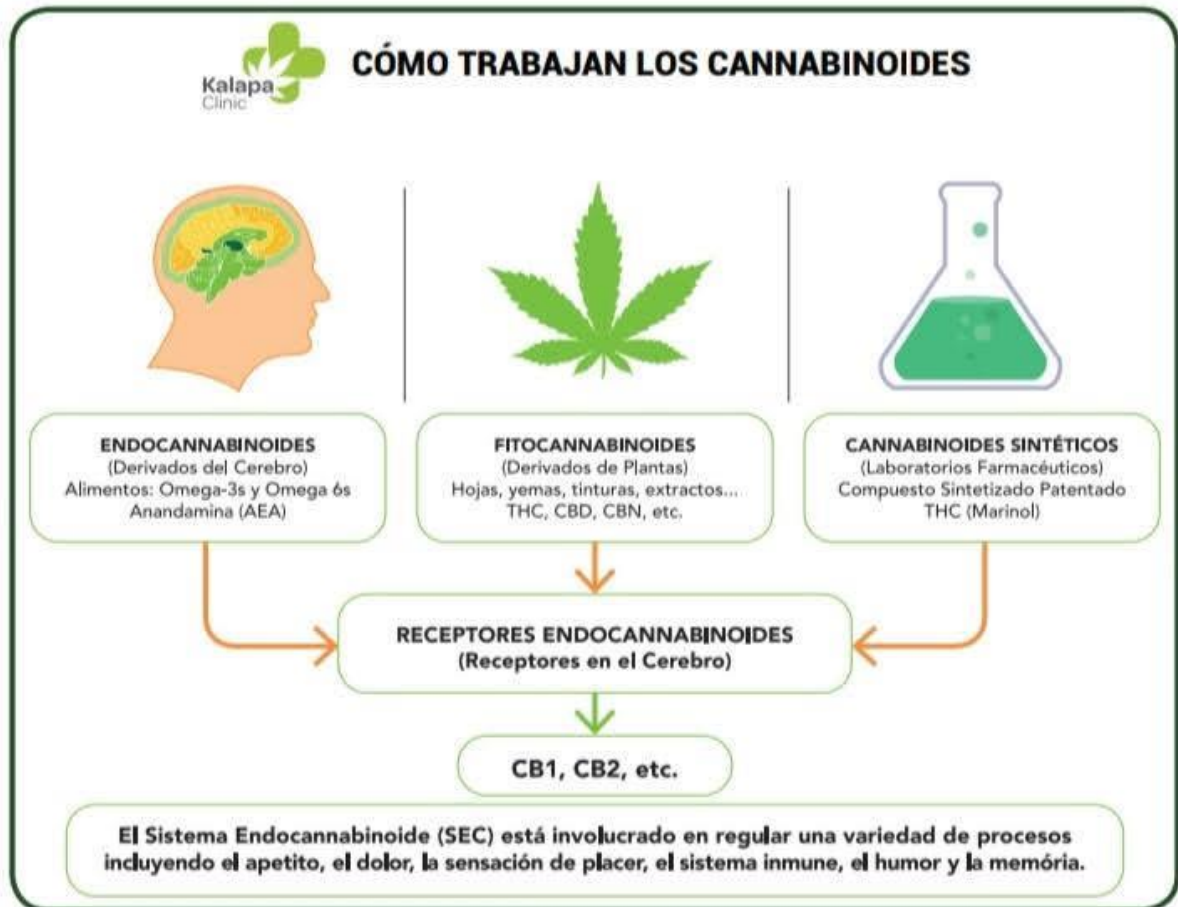 Kalapa
Clinic
CÓMO TRABAJAN LOS CANNABINOIDES
ENDOCANNABINOIDES
(Derivados del Cerebro)
Alimentos: Omega-3s y Omega 6s
Anandamina (AEA)
FITOCANNABINOIDES
(Derivados de Plantas)
Hojas, yemas, tinturas, extractos...
THC, CBD, CBN, etc.
CANNABINOIDES SINTÉTICOS
(Laboratorios Farmacéuticos)
Compuesto Sintetizado Patentado
THC (Marinol)
RECEPTORES ENDOCANNABINOIDES
(Receptores en el Cerebro)
CB1, CB2, etc.
El Sistema Endocannabinoide (SEC) está involucrado en regular una variedad de procesos
incluyendo el apetito, el dolor, la sensación de placer, el sistema inmune, el humor y la memória.